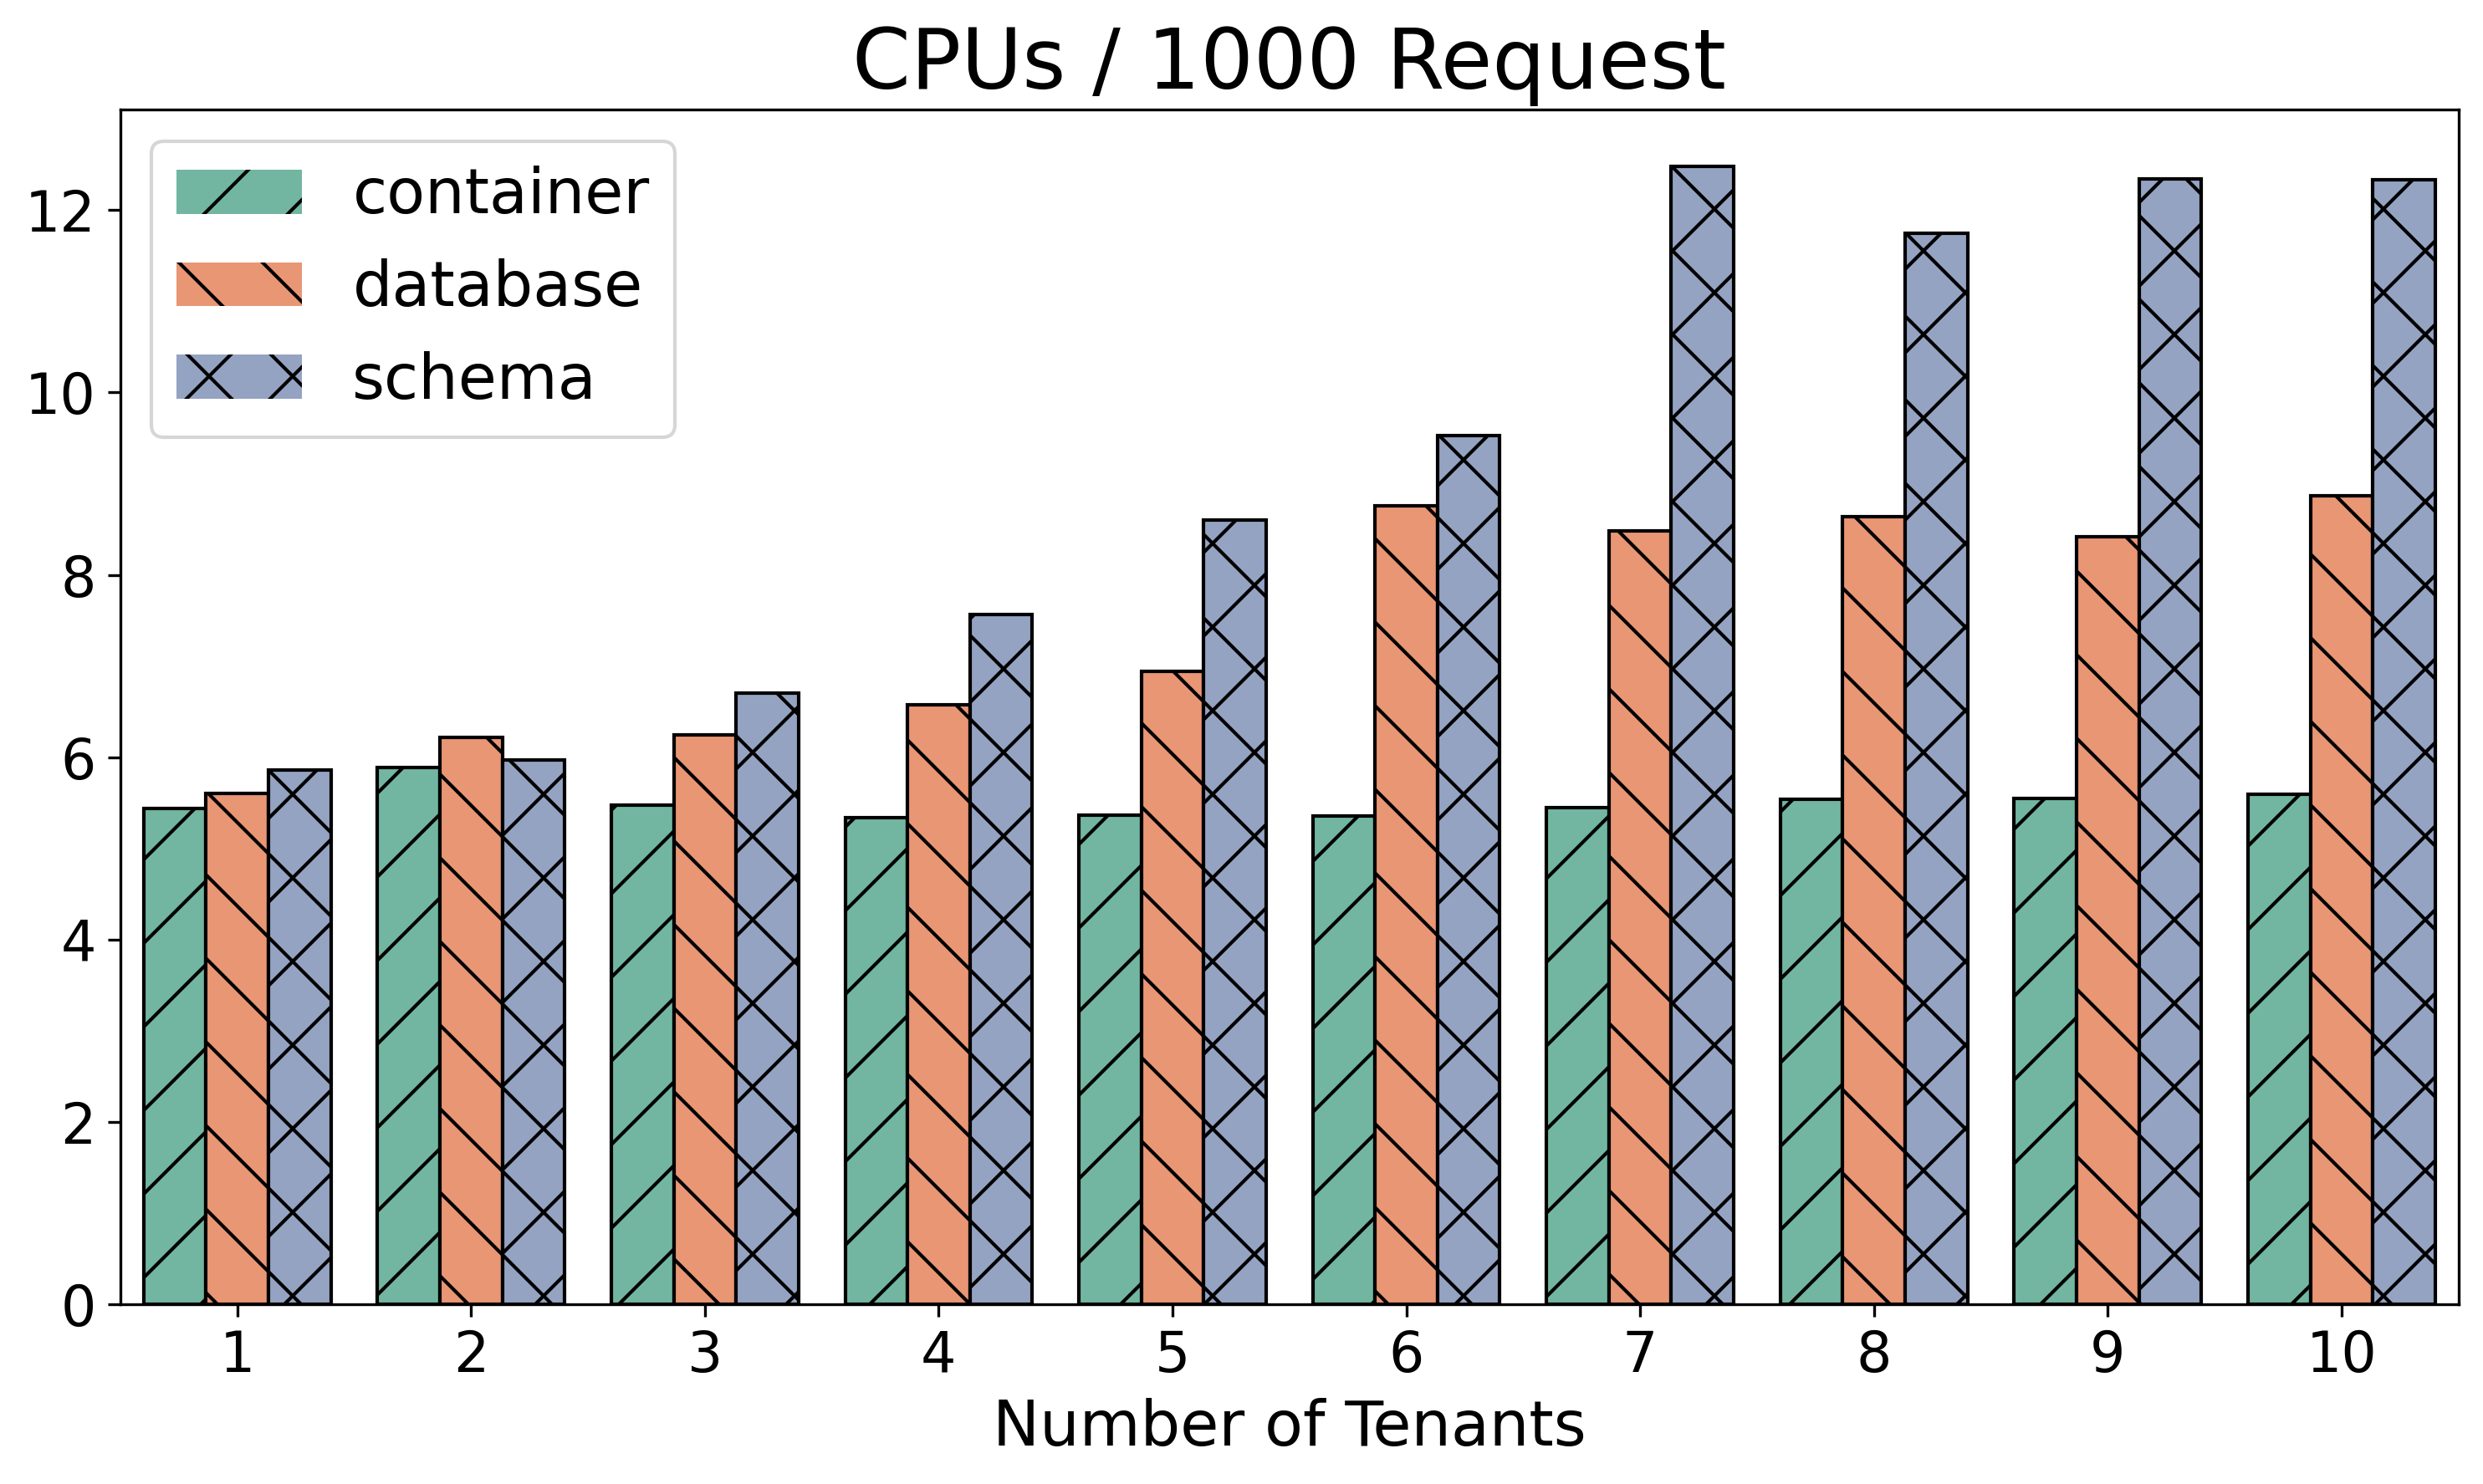 CPUs / 1000 Request
container
database
schema
12
10
8
6
4
2
0
1 2 3 4 5 6 7 8 9 10
Number of Tenants